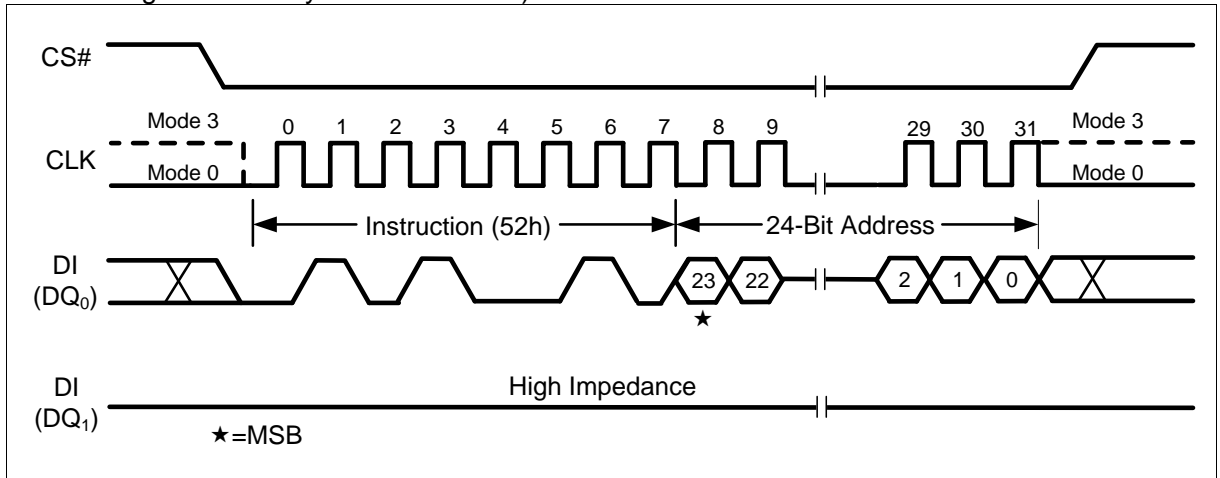 CS#
Mode 3 0 1 2 3 4 5 6 7 8 9 29 30 31 Mode 3
CLK
Mode 0 Mode 0
Instruction (52h) 24-Bit Address
DI
(DQ0) 23 22 2 1 0
★
High Impedance
DI
(DQ1)
★=MSB